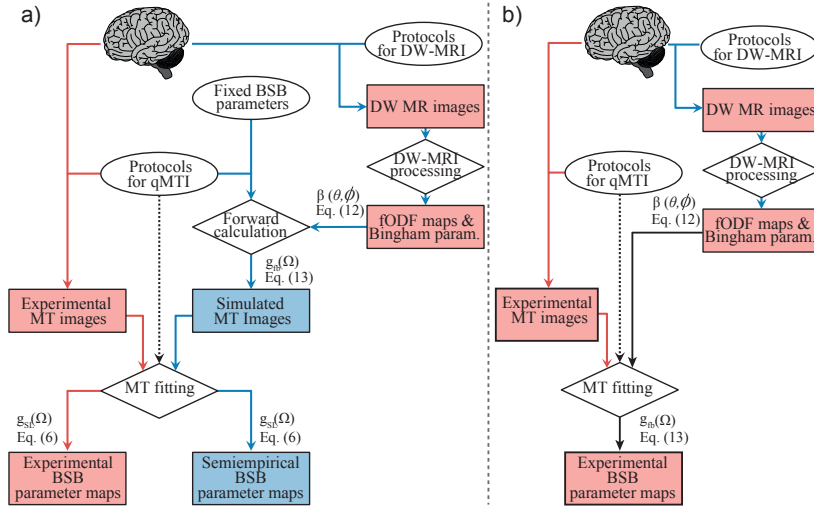 a)
Protocols
for DW-MRI
Fixed BSB
parameters
DW MR images
Protocols
for qMTI
DW-MRI
processing
β (θ,ϕ)
Eq. (12)
Forward
calculation
fODF maps &
Bingham param.
g_fb(Ω)
Eq. (13)
Experimental
MT images
Simulated
MT Images
MT fitting
g_SL(Ω)
Eq. (6)
g_SL(Ω)
Eq. (6)
Experimental
BSB
parameter maps
Semiempirical
BSB
parameter maps
b)
Protocols
for DW-MRI
DW MR images
Protocols
for qMTI
DW-MRI
processing
β (θ,ϕ)
Eq. (12)
fODF maps &
Bingham param.
Experimental
MT images
MT fitting
g_fb(Ω)
Eq. (13)
Experimental
BSB
parameter maps